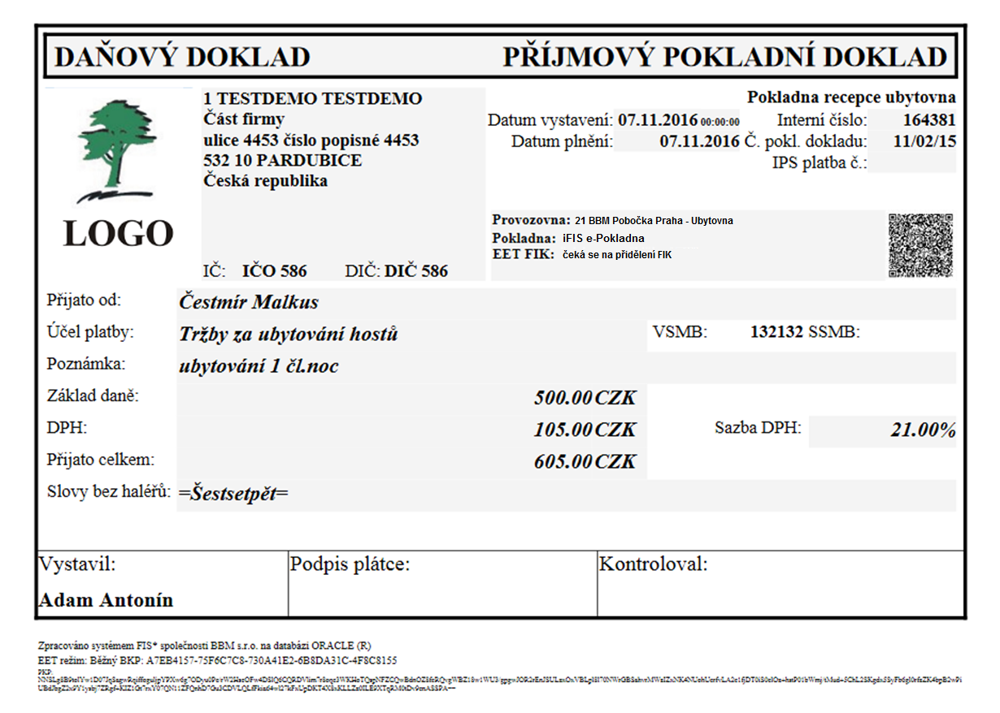 DAŇOVÝ DOKLAD PŘÍJMOVÝ POKLADNÍ DOKLAD
LOGO
1 TESTDEMO TESTDEMO
Část firmy
ulice 4453 číslo popisné 4453
532 10 PARDUBICE
Česká republika
IČ: IČO 586 DIČ: DIČ 586
Pokladna recepce ubytovna
Datum vystavení: 07.11.2016 00:00:00 Interní číslo: 164381
Datum plnění: 07.11.2016 Č. pokl. dokladu: 11/02/15
IPS platba č.:
Provozovna: 21 BBM Pobočka Praha - Ubytovna
Pokladna: iFIS e-Pokladna
EET FIK: čeká se na přidělení FIK
Přijato od: Čestmír Malkus
Účel platby: Tržby za ubytování hostů VSMB: 132132 SSMB:
Poznámka: ubytování 1 čl.noc
Základ daně: 500.00 CZK
DPH: 105.00 CZK Sazba DPH: 21.00%
Přijato celkem: 605.00 CZK
Slovy bez haléřů: =Šestsetpět=
Vystavil: Podpis plátce: Kontroloval:
Adam Antonín
Zpracováno systémem FIS* společnosti BBM s.r.o. na databázi ORACLE (R)
EET režim: Běžný BKP: A7EB4157-75F6C7C8-730A41E2-6B8DA31C-4F8C8155
PKP: